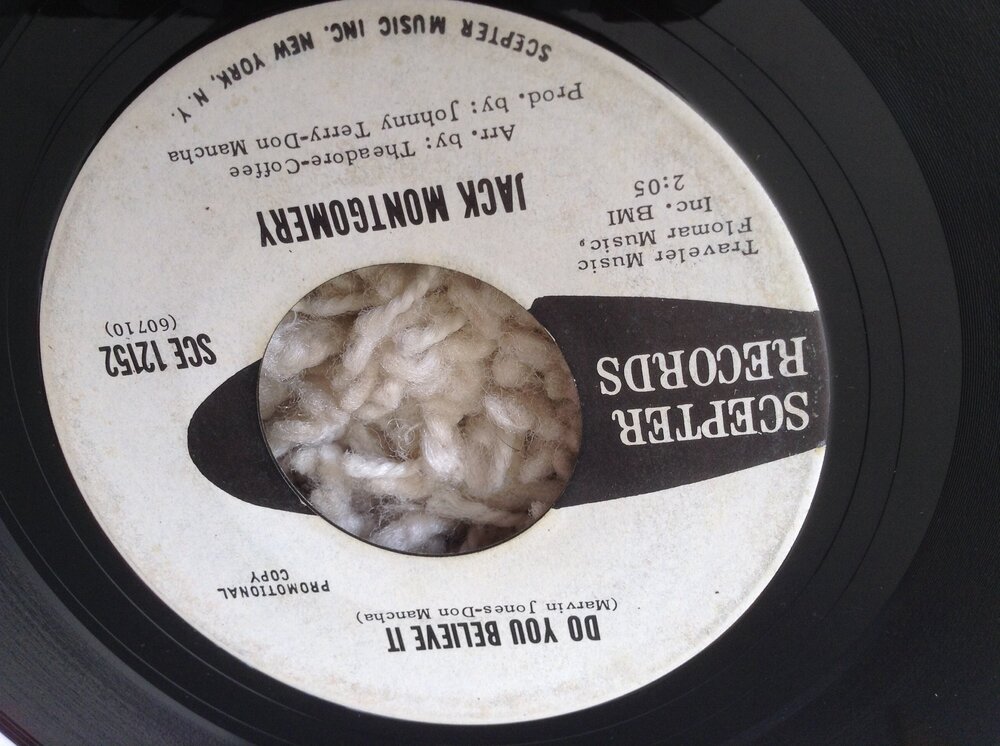 DO YOU BELIEVE IT
(Marvin Jones-Don Mancha)
PROMOTIONAL
COPY
SCEPTER
RECORDS
SCE 12152
(60710)
Traveler Music
Flomar Music,
Inc. BMI
2:05
JACK MONTGOMERY
Arr. by: Theadore-Coffee
Prod. by: Johnny Terry-Don Mancha
SCEPTER MUSIC INC. NEW YORK, N. Y.